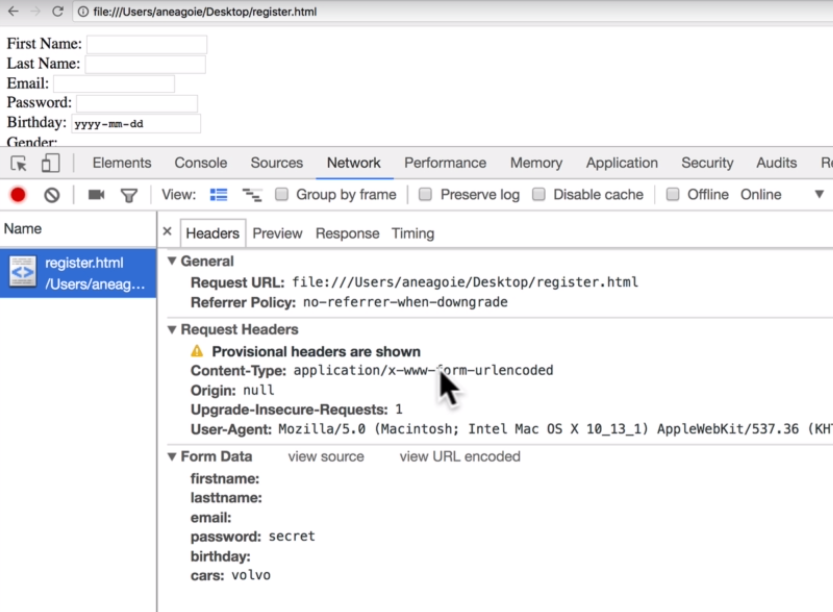 file:///Users/aneagoie/Desktop/register.html
First Name:
Last Name:
Email:
Password:
Birthday: yyyy-mm-dd
Gender:
Elements Console Sources Network Performance Memory Application Security Audits
View: Group by frame Preserve log Disable cache Offline Online
Name
× Headers Preview Response Timing
register.html
/Users/aneag...
General
Request URL: file:///Users/aneagoie/Desktop/register.html
Referrer Policy: no-referrer-when-downgrade
Request Headers
Provisional headers are shown
Content-Type: application/x-www-form-urlencoded
Origin: null
Upgrade-Insecure-Requests: 1
User-Agent: Mozilla/5.0 (Macintosh; Intel Mac OS X 10_13_1) AppleWebKit/537.36 (KH
Form Data view source view URL encoded
firstname:
lasttname:
email:
password: secret
birthday:
cars: volvo